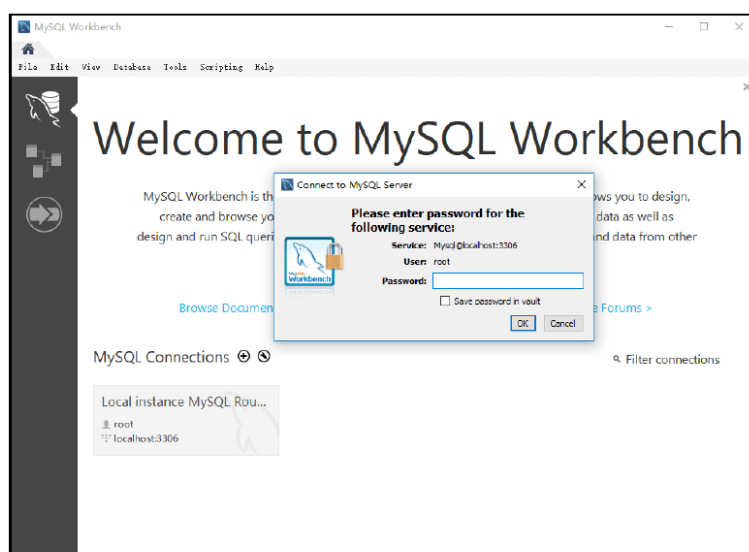 MySQL Workbench
File Edit View Database Tools Scripting Help
Welcome to MySQL Workbench
Connect to MySQL Server
MySQL Workbench is th
ows you to design,
create and browse yo
data as well as
design and run SQL queri
nd data from other
Please enter password for the
following service:
Service: Mysql@localhost:3306
User: root
Password:
Save password in vault
OK Cancel
MySQL
Workbench
Browse Documen
e Forums >
MySQL Connections
Filter connections
Local instance MySQL Rou...
root
localhost:3306